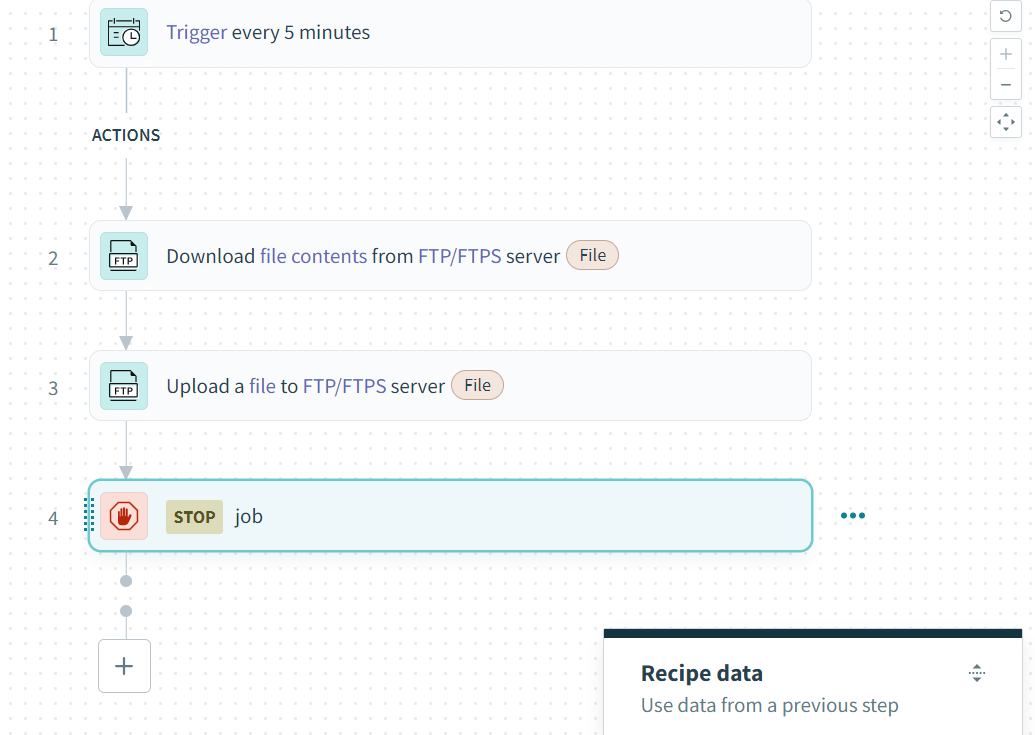 1
Trigger every 5 minutes
ACTIONS
2
FTP
Download file contents from FTP/FTPS server File
3
FTP
Upload a file to FTP/FTPS server File
4
STOP job
Recipe data
Use data from a previous step